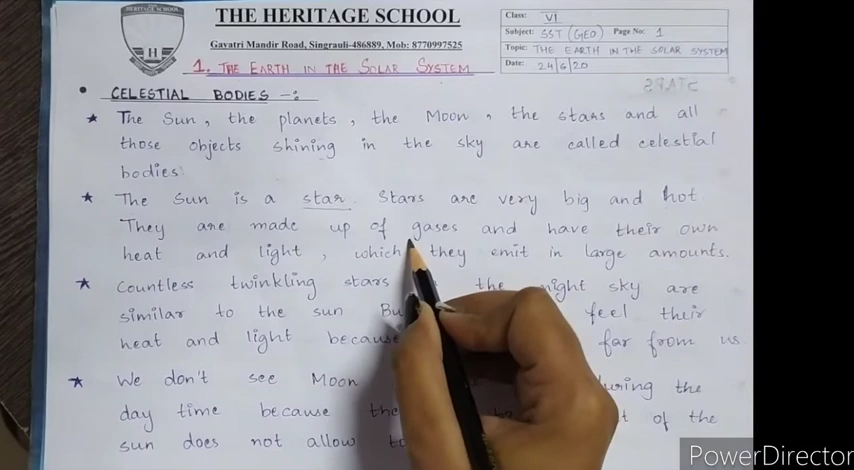 HERITAGE SCHOOL
H
THE HERITAGE SCHOOL
Gayatri Mandir Road, Singrauli-486889, Mob: 8770997525
Class: VI
Subject: SST (GEO) Page No: 1
Topic: THE EARTH IN THE SOLAR SYSTEM
Date: 24/6/20
1. THE EARTH IN THE SOLAR SYSTEM
STARS
• CELESTIAL BODIES -:
★ The Sun, the planets, the Moon, the stars and all
those objects shining in the sky are called celestial
bodies.
★ The Sun is a star. Stars are very big and hot
They are made up of gases and have their own
heat and light, which they emit in large amounts.
★ Countless twinkling stars the night sky are
similar to the sun Bu feel their
heat and light because far from us
★ We don't see Moon during the
day time because the of the
sun does not allow
PowerDirector